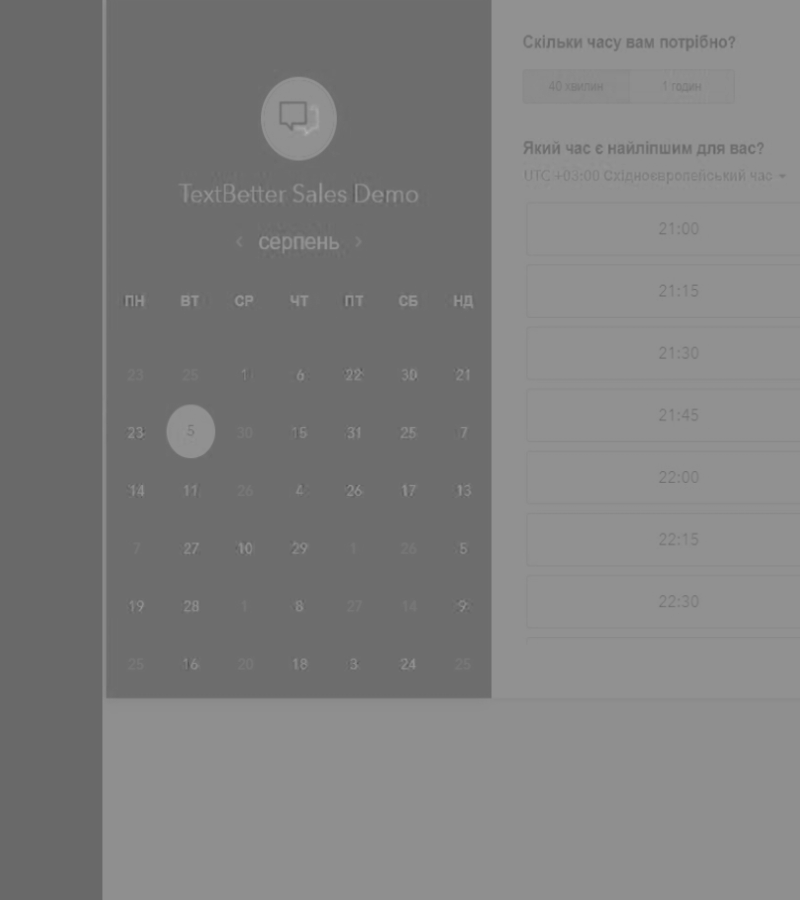 TextBetter Sales Demo
‹ серпень ›
ПН ВТ СР ЧТ ПТ СБ НД
23 25 1 6 22 30 21
23 5 30 15 31 25 7
14 11 26 4 26 17 13
7 27 10 29 1 26 5
19 28 1 8 27 14 9
25 16 20 18 3 24 25
Скільки часу вам потрібно?
40 хвилин 1 годин
Який час є найліпшим для вас?
UTC +03:00 Східноєвропейський час
21:00
21:15
21:30
21:45
22:00
22:15
22:30